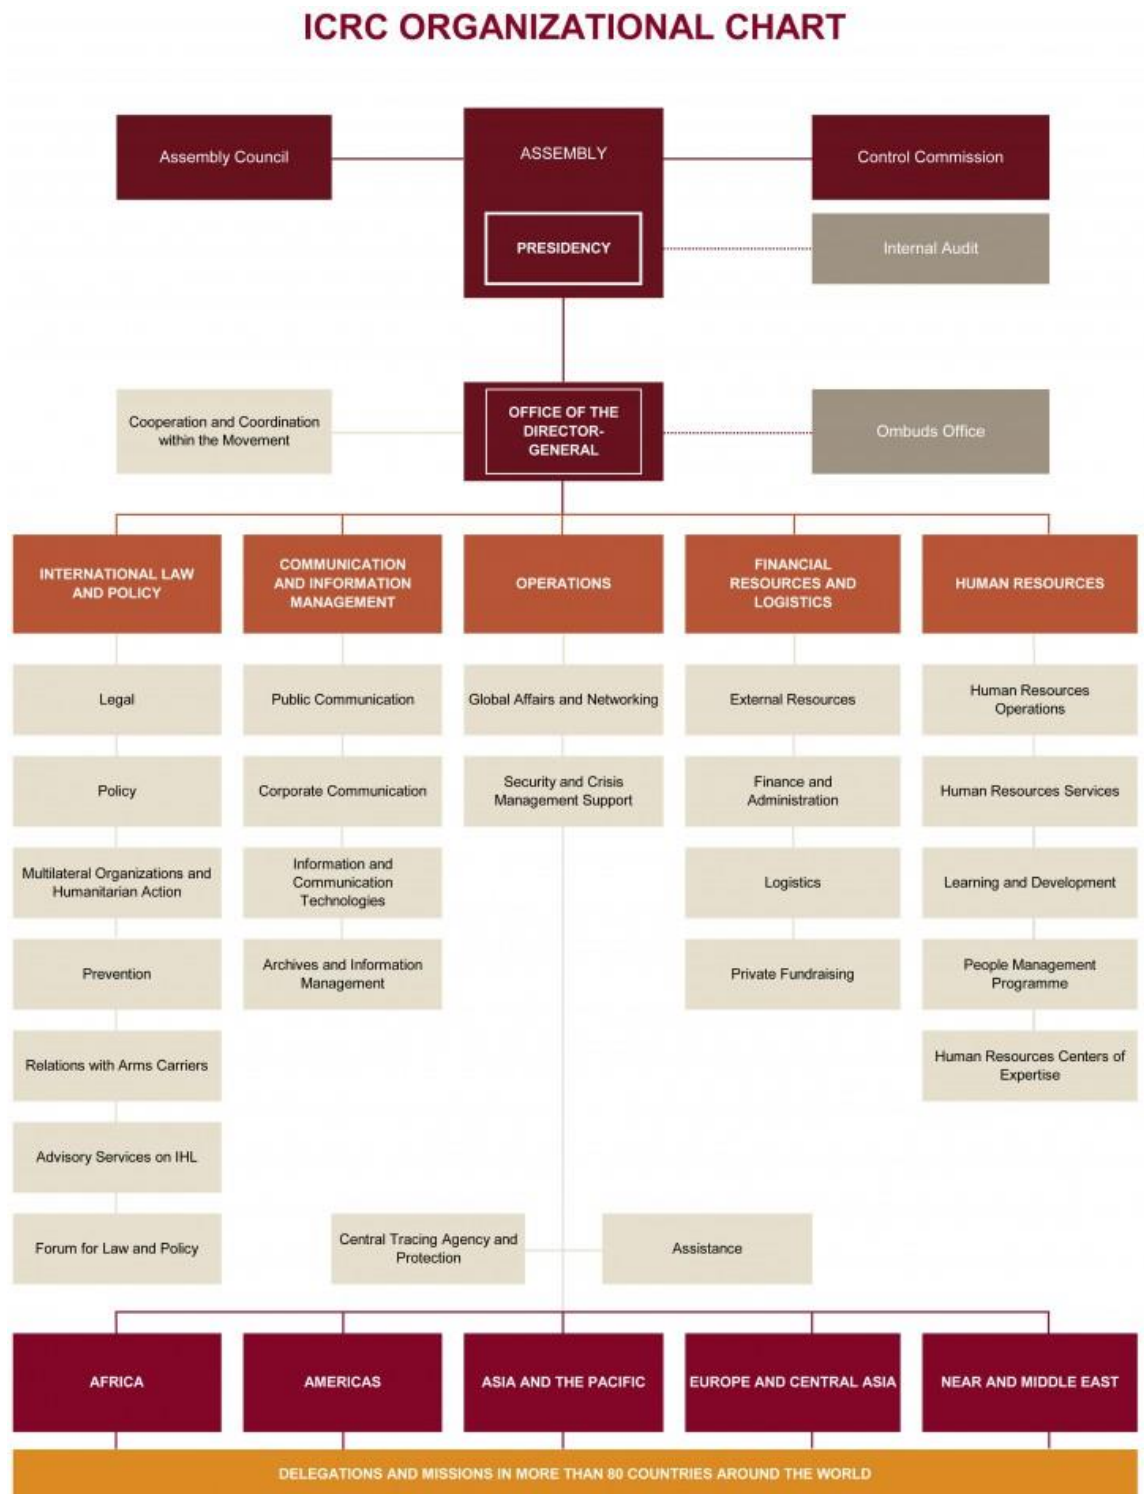 ICRC ORGANIZATIONAL CHART
Assembly Council
ASSEMBLY
Control Commission
PRESIDENCY
Internal Audit
Cooperation and Coordination
within the Movement
OFFICE OF THE
DIRECTOR-
GENERAL
Ombuds Office
INTERNATIONAL LAW
AND POLICY
COMMUNICATION
AND INFORMATION
MANAGEMENT
OPERATIONS
FINANCIAL
RESOURCES AND
LOGISTICS
HUMAN RESOURCES
Legal
Public Communication
Global Affairs and Networking
External Resources
Human Resources
Operations
Policy
Corporate Communication
Security and Crisis
Management Support
Finance and
Administration
Human Resources Services
Multilateral Organizations and
Humanitarian Action
Information and
Communication
Technologies
Logistics
Learning and Development
Prevention
Archives and Information
Management
Private Fundraising
People Management
Programme
Relations with Arms Carriers
Human Resources Centers of
Expertise
Advisory Services on IHL
Forum for Law and Policy
Central Tracing Agency and
Protection
Assistance
AFRICA
AMERICAS
ASIA AND THE PACIFIC
EUROPE AND CENTRAL ASIA
NEAR AND MIDDLE EAST
DELEGATIONS AND MISSIONS IN MORE THAN 80 COUNTRIES AROUND THE WORLD